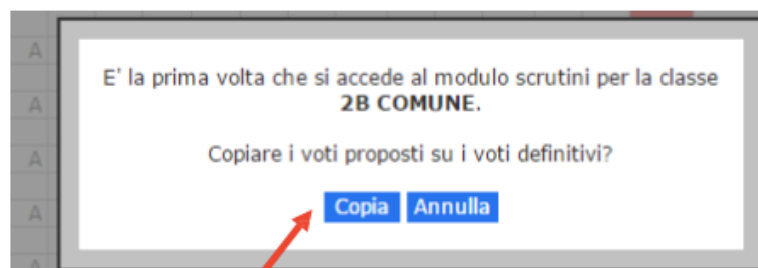 A
E' la prima volta che si accede al modulo scrutini per la classe
A
2B COMUNE.
A
Copiare i voti proposti su i voti definitivi?
A
Copia Annulla
A